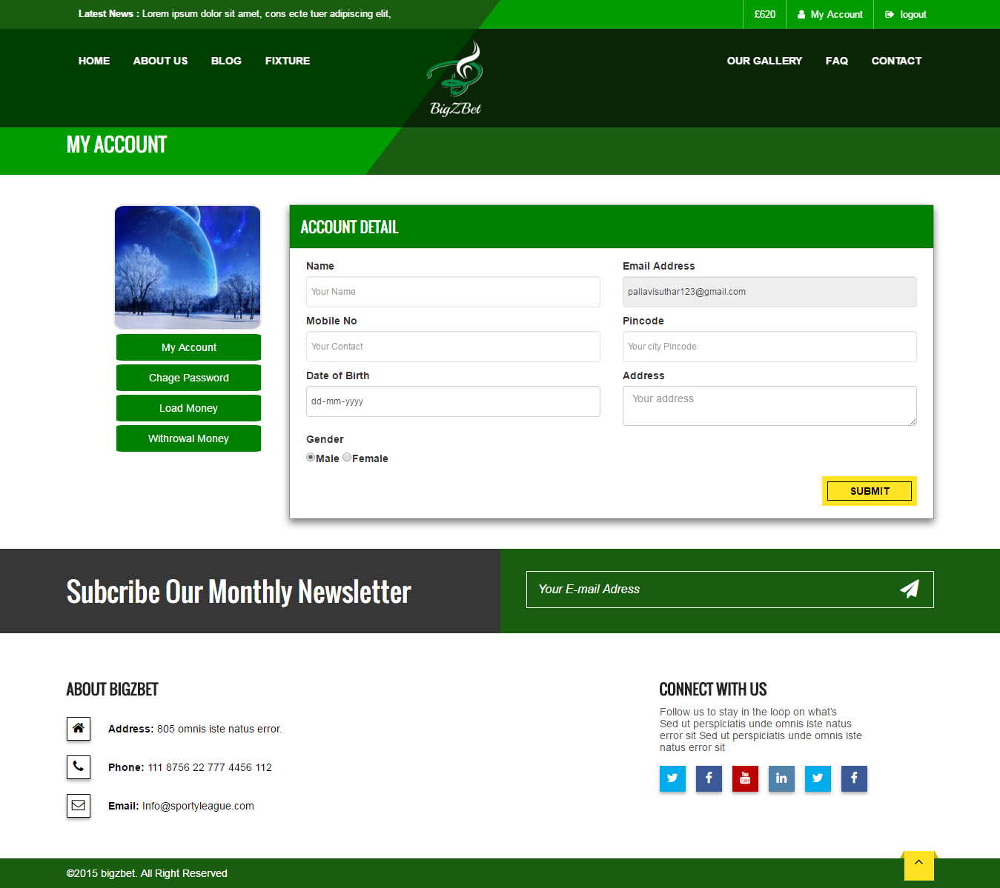 Latest News : Lorem ipsum dolor sit amet, cons ecte tuer adipiscing elit,
£620
My Account
logout
HOME
ABOUT US
BLOG
FIXTURE
BigZBet
OUR GALLERY
FAQ
CONTACT
MY ACCOUNT
My Account
Chage Password
Load Money
Withrowal Money
ACCOUNT DETAIL
Name
Your Name
Email Address
pallavisuthar123@gmail.com
Mobile No
Your Contact
Pincode
Your city Pincode
Date of Birth
dd-mm-yyyy
Address
Your address
Gender
Male Female
SUBMIT
Subcribe Our Monthly Newsletter
Your E-mail Adress
ABOUT BIGZBET
Address: 805 omnis iste natus error.
Phone: 111 8756 22 777 4456 112
Email: Info@sportyleague.com
CONNECT WITH US
Follow us to stay in the loop on what's
Sed ut perspiciatis unde omnis iste natus
error sit Sed ut perspiciatis unde omnis iste
natus error sit
You
Tube
©2015 bigzbet. All Right Reserved